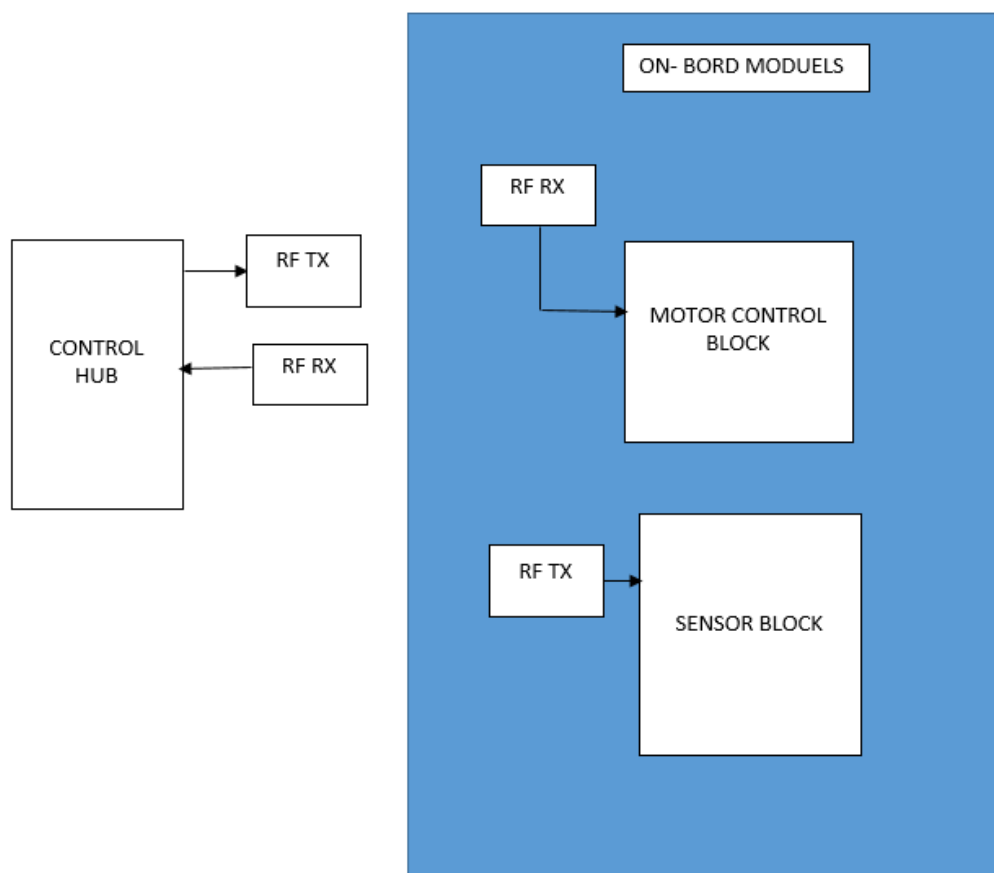 ON- BORD MODUELS
RF RX
RF TX
MOTOR CONTROL
BLOCK
CONTROL
HUB
RF RX
RF TX
SENSOR BLOCK